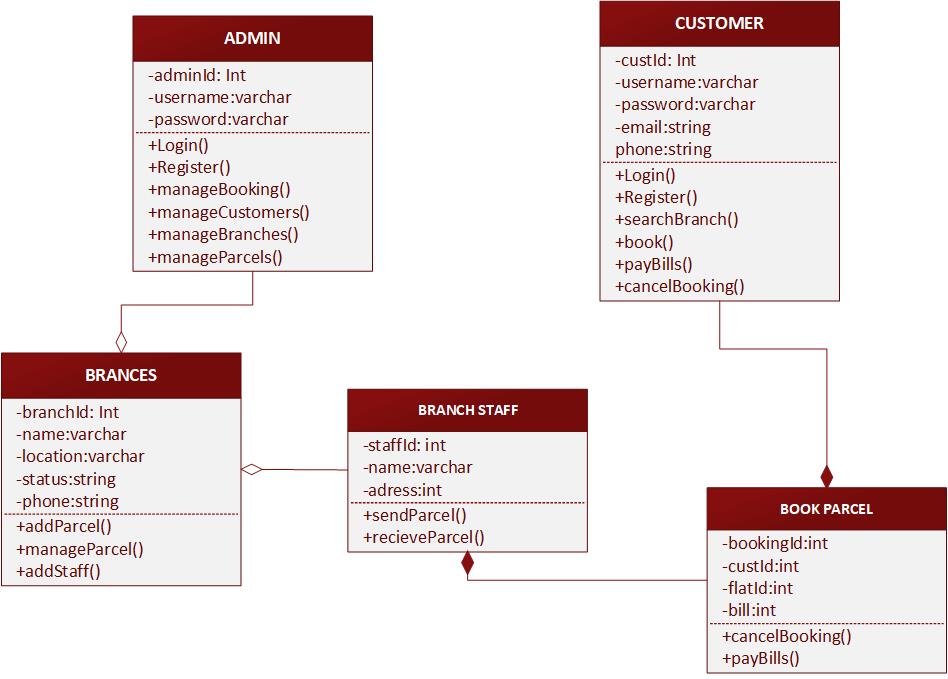 ADMIN
-adminId: Int
-username:varchar
-password:varchar
+Login()
+Register()
+manageBooking()
+manageCustomers()
+manageBranches()
+manageParcels()
CUSTOMER
-custId: Int
-username:varchar
-password:varchar
-email:string
phone:string
+Login()
+Register()
+searchBranch()
+book()
+payBills()
+cancelBooking()
BRANCES
-branchId: Int
-name:varchar
-location:varchar
-status:string
-phone:string
+addParcel()
+manageParcel()
+addStaff()
BRANCH STAFF
-staffId: int
-name:varchar
-adress:int
+sendParcel()
+recieveParcel()
BOOK PARCEL
-bookingId:int
-custId:int
-flatId:int
-bill:int
+cancelBooking()
+payBills()